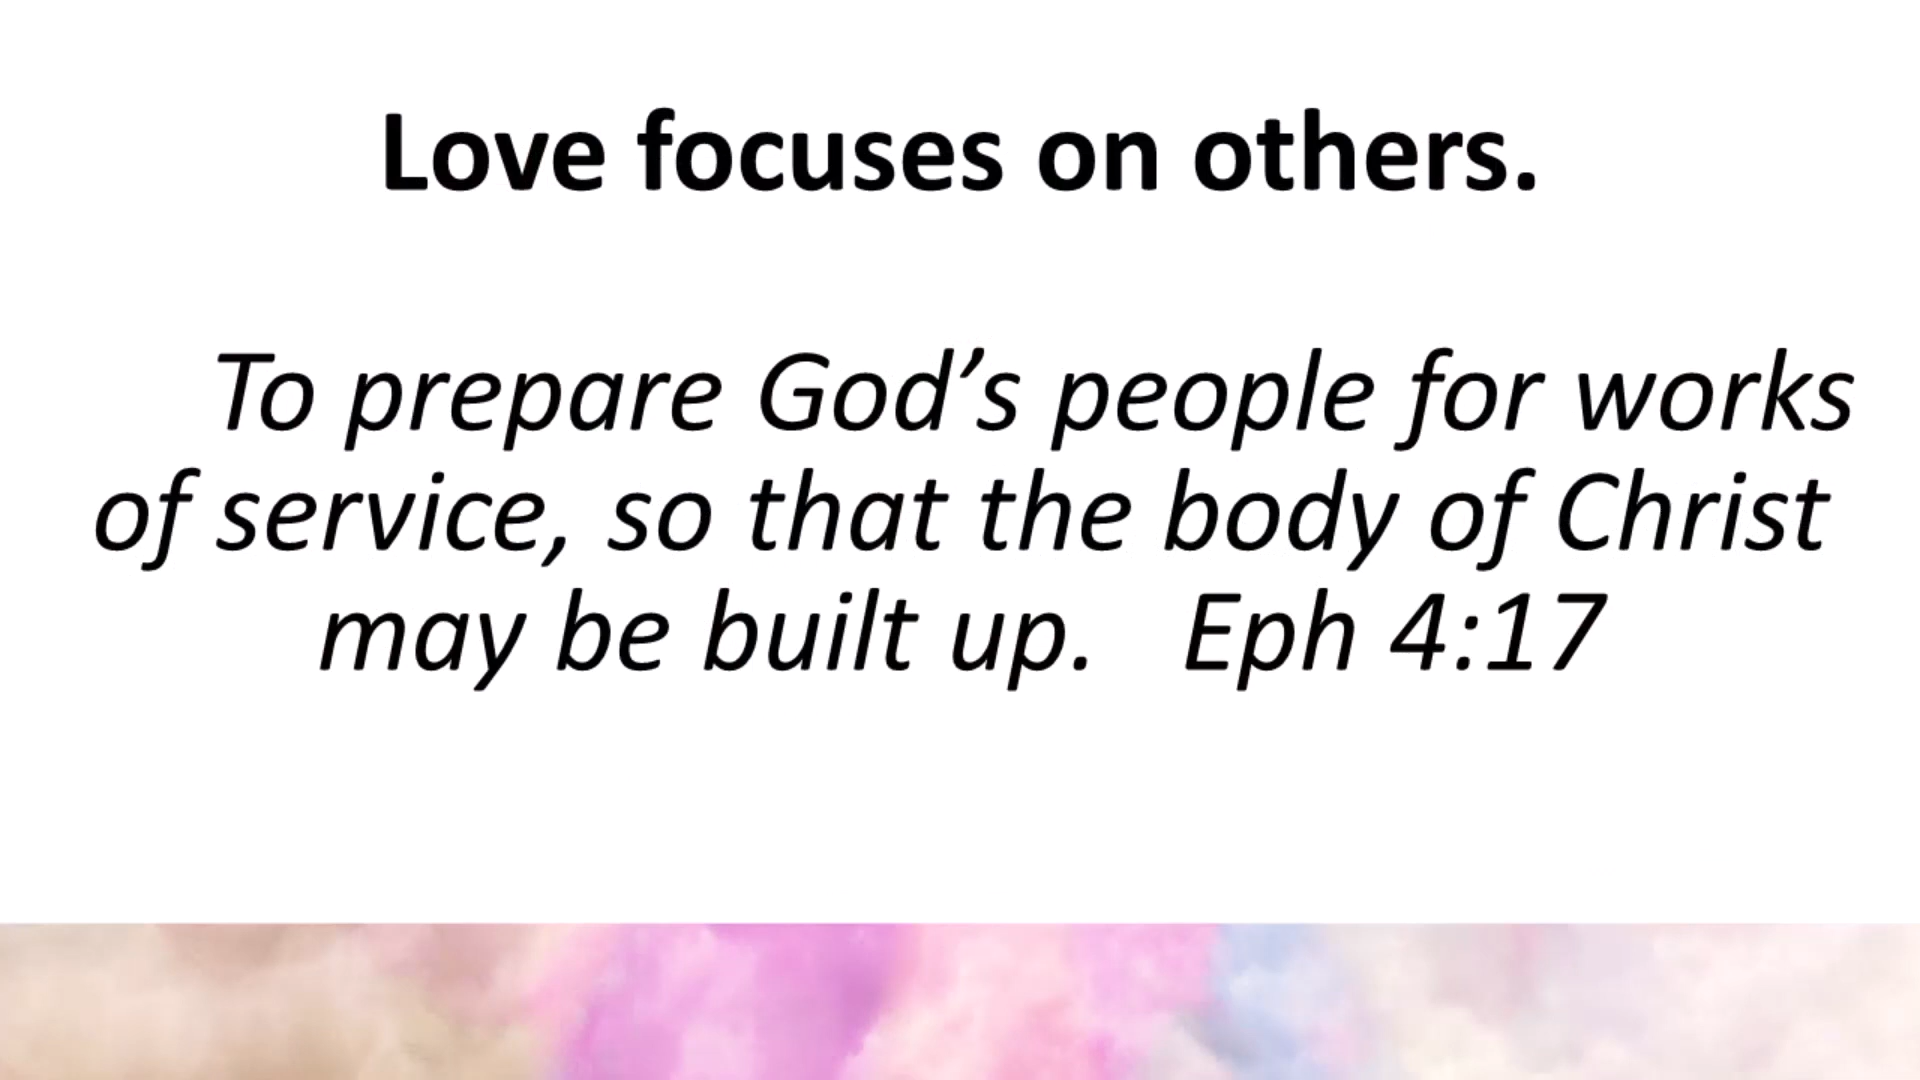 Love focuses on others.
To prepare God’s people for works
of service, so that the body of Christ
may be built up. Eph 4:17